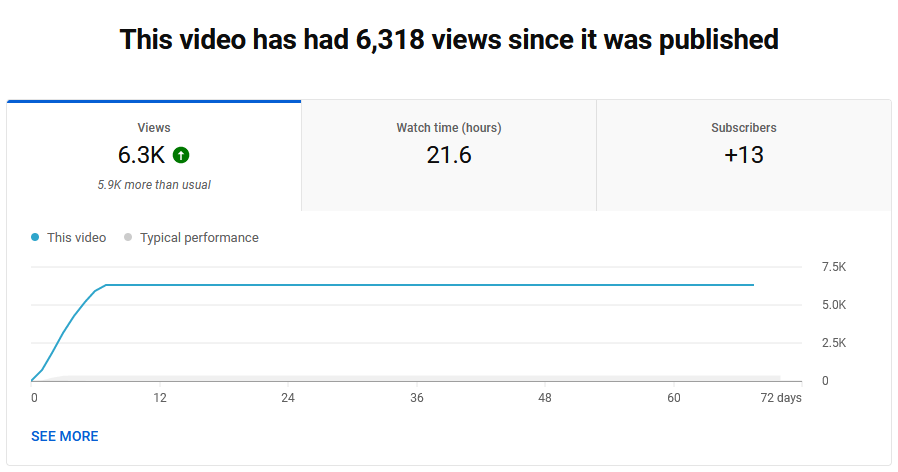 This video has had 6,318 views since it was published
Views
6.3K
5.9K more than usual
Watch time (hours)
21.6
Subscribers
+13
This video Typical performance
7.5K
5.0K
2.5K
0
0 12 24 36 48 60 72 days
SEE MORE